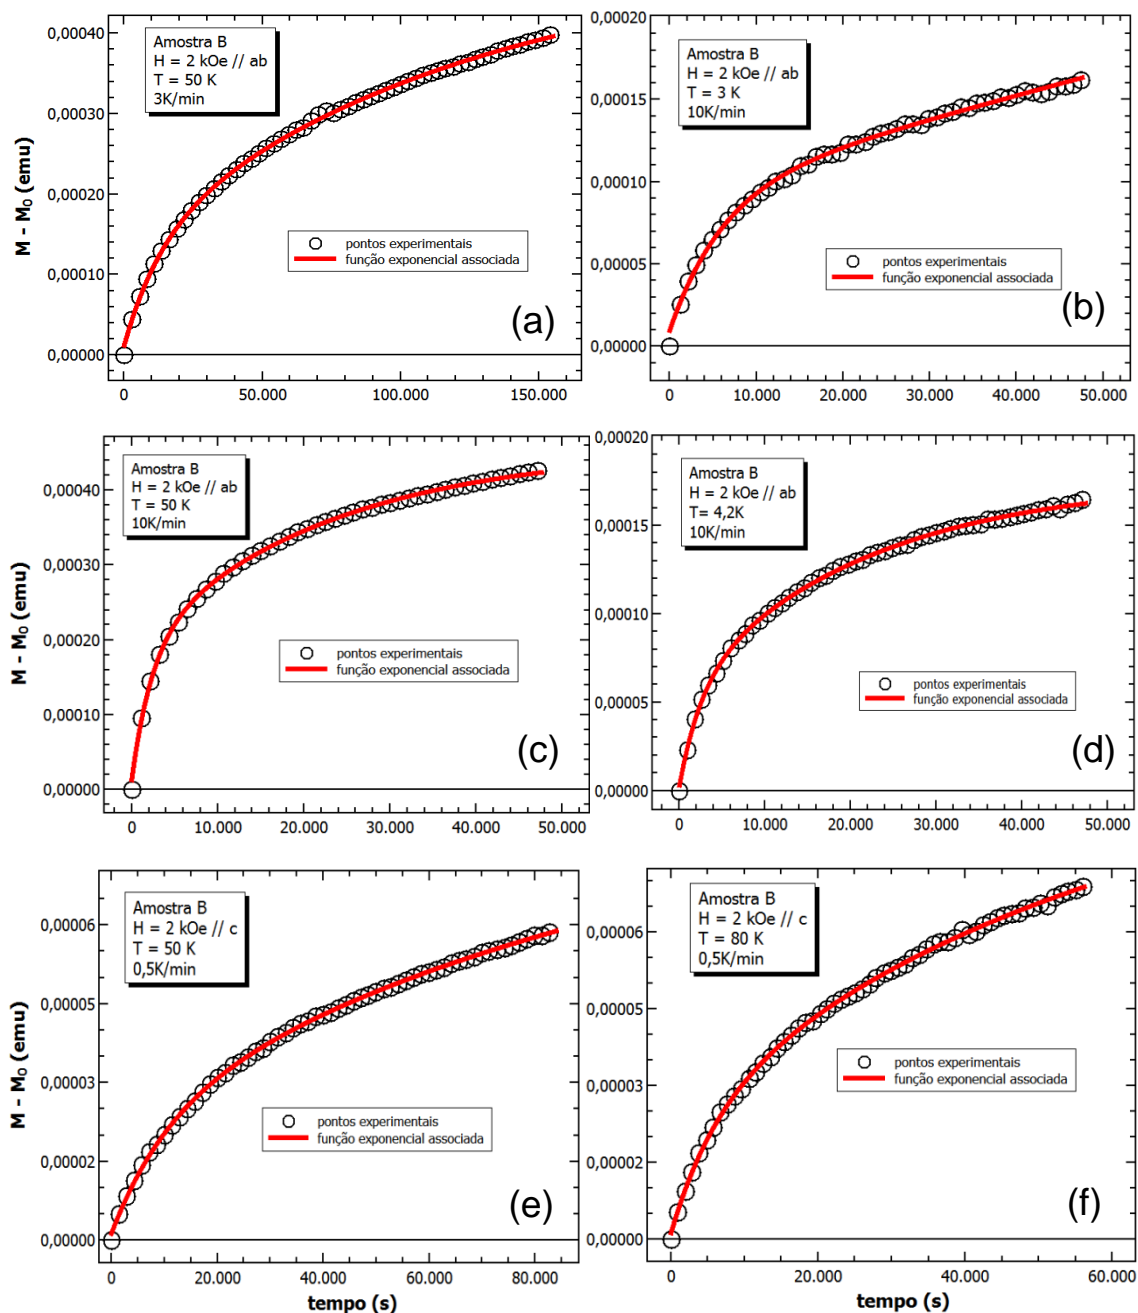 Amostra B
H = 2 kOe // ab
T = 50 K
3K/min
0,00040
0,00030
0,00020
0,00010
0,00000
M - M0 (emu)
pontos experimentais
função exponencial associada
(a)
0 50.000 100.000 150.000
0,00020
0,00015
0,00010
0,00005
0,00000
Amostra B
H = 2 kOe // ab
T = 3 K
10K/min
pontos experimentais
função exponencial associada
(b)
0 10.000 20.000 30.000 40.000 50.000
Amostra B
H = 2 kOe // ab
T = 50 K
10K/min
0,00040
0,00030
0,00020
0,00010
0,00000
M - M0 (emu)
pontos experimentais
função exponencial associada
(c)
0 10.000 20.000 30.000 40.000 50.000
0,00020
0,00015
0,00010
0,00005
0,00000
Amostra B
H = 2 kOe // ab
T= 4,2K
10K/min
pontos experimentais
função exponencial associada
(d)
0 10.000 20.000 30.000 40.000 50.000
Amostra B
H = 2 kOe // c
T = 50 K
0,5K/min
0,00006
0,00005
0,00003
0,00002
0,00000
M - M0 (emu)
pontos experimentais
função exponencial associada
(e)
0 20.000 40.000 60.000 80.000
tempo (s)
Amostra B
H = 2 kOe // c
T = 80 K
0,5K/min
0,00006
0,00005
0,00003
0,00002
0,00000
pontos experimentais
função exponencial associada
(f)
0 20.000 40.000 60.000
tempo (s)